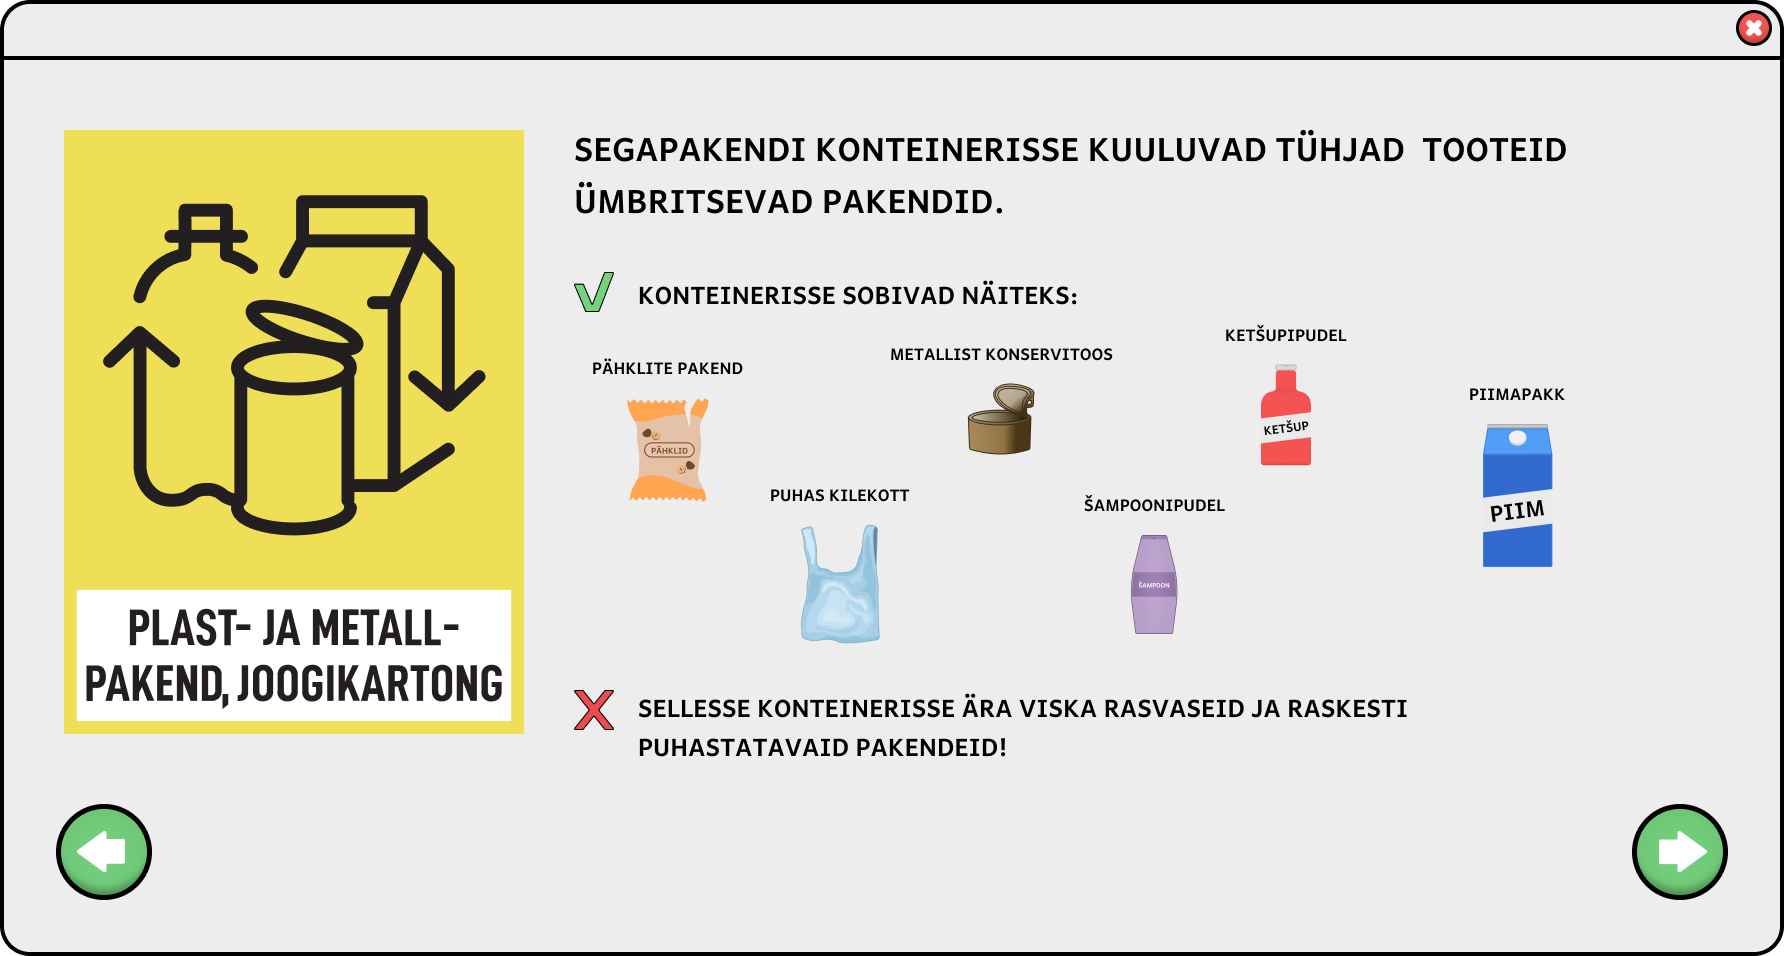 SEGAPAKENDI KONTEINERISSE KUULUVAD TÜHJAD TOOTEID
ÜMBRITSEVAD PAKENDID.
KONTEINERISSE SOBIVAD NÄITEKS:
PÄHKLITE PAKEND
PÄHKLID
METALLIST KONSERVITOOS
KETŠUPIPUDEL
KETŠUP
PIIMAPAKK
PIIM
PUHAS KILEKOTT
ŠAMPOONIPUDEL
ŠAMPOON
PLAST- JA METALL-
PAKEND, JOOGIKARTONG
SELLESSE KONTEINERISSE ÄRA VISKA RASVASEID JA RASKESTI
PUHASTATAVAID PAKENDEID!